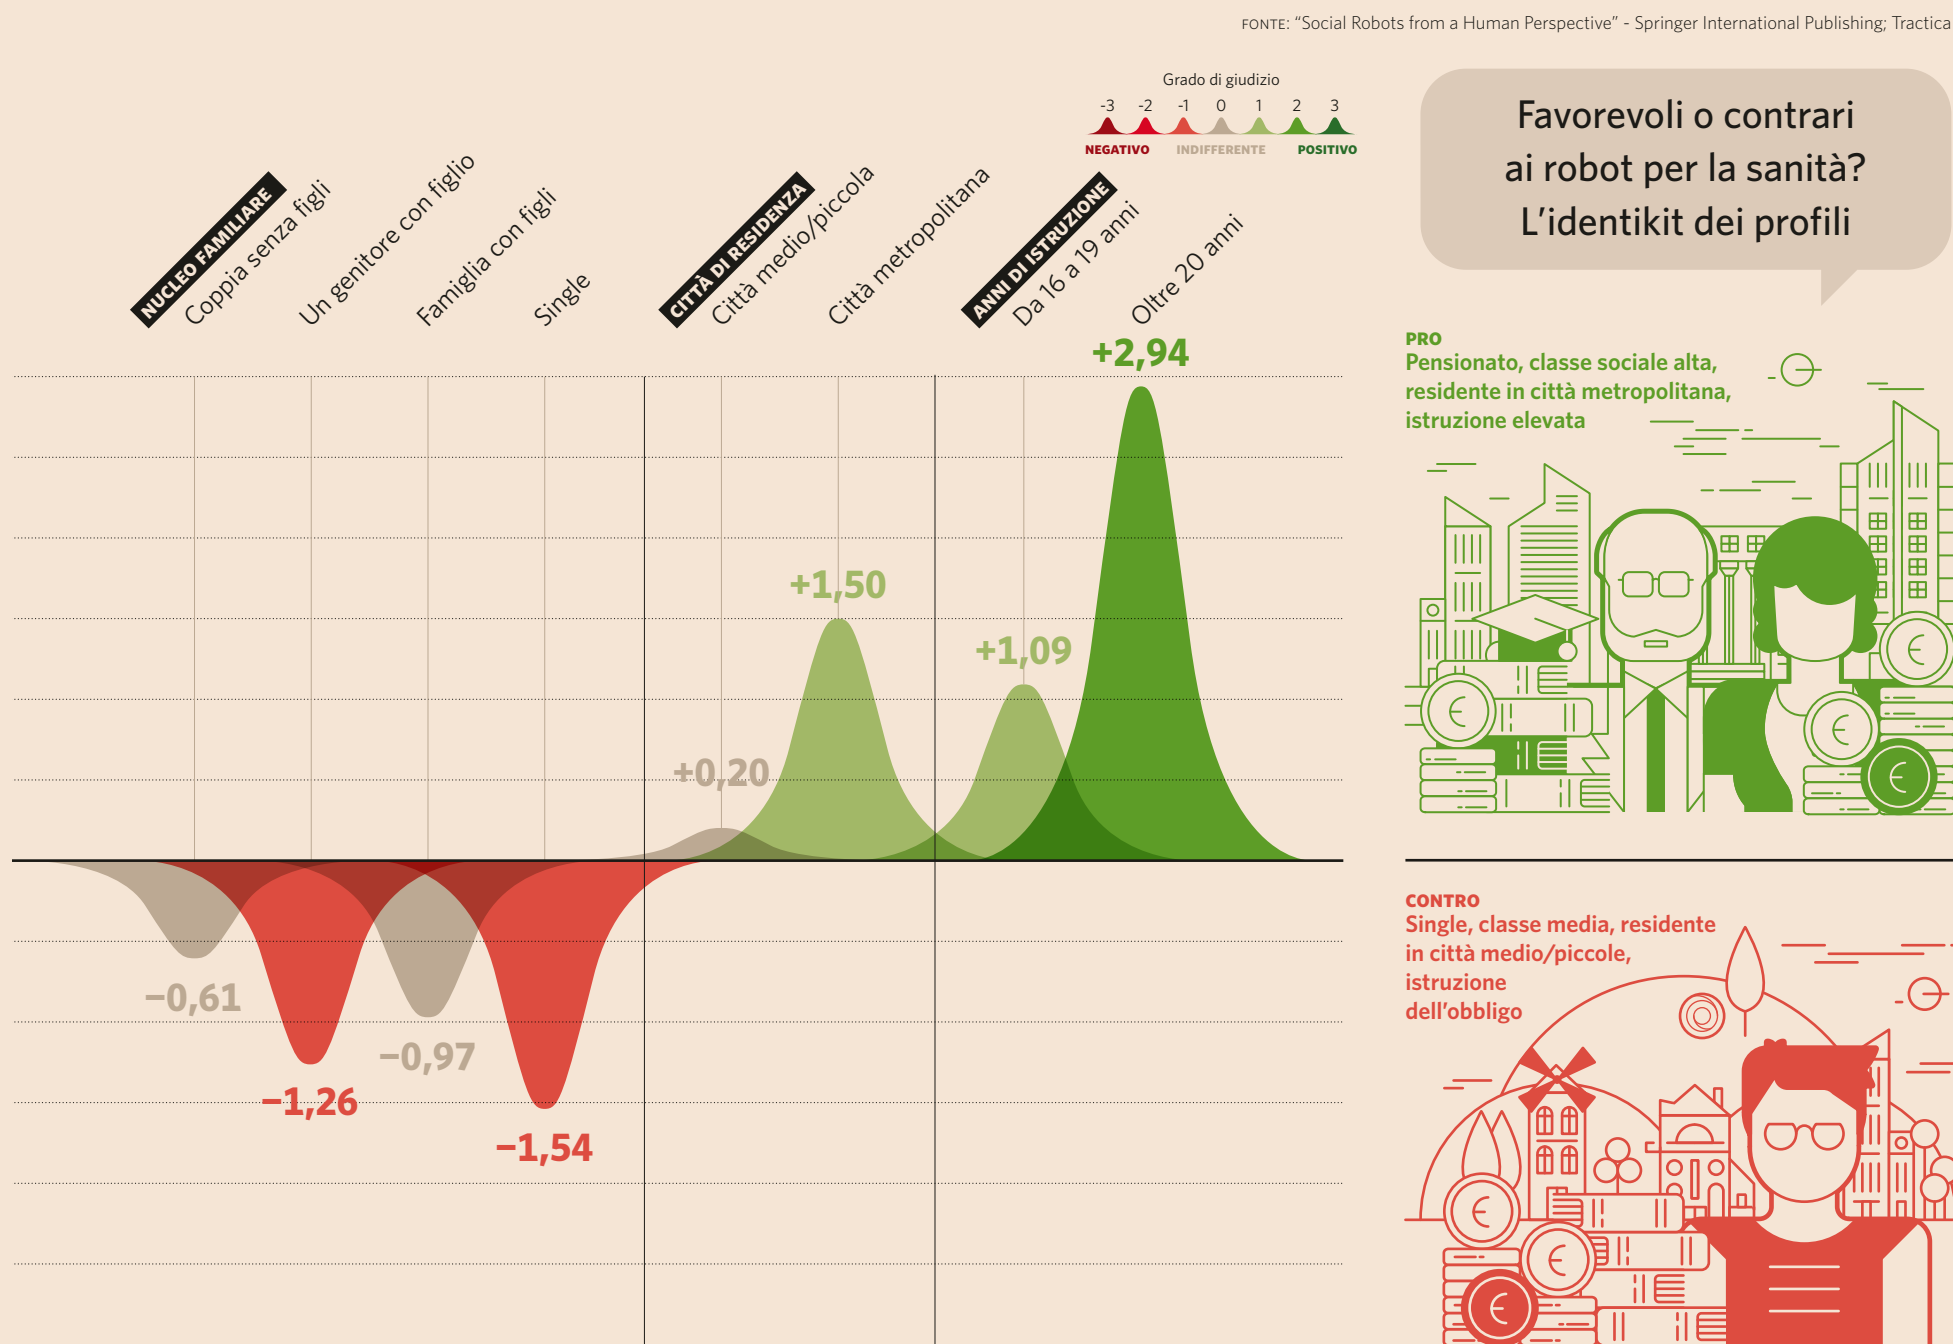 FONTE: “Social Robots from a Human Perspective” - Springer International Publishing; Tractica
Grado di giudizio
-3 -2 -1 0 1 2 3
NEGATIVO INDIFFERENTE POSITIVO
Favorevoli o contrari
ai robot per la sanità?
L’identikit dei profili
NUCLEO FAMILIARE
Coppia senza figli
Un genitore con figlio
Famiglia con figli
Single
CITTÀ DI RESIDENZA
Città medio/piccola
Città metropolitana
ANNI DI ISTRUZIONE
Da 16 a 19 anni
Oltre 20 anni
+2,94
+1,50
+1,09
+0,20
−0,61
−0,97
−1,26
−1,54
PRO
Pensionato, classe sociale alta,
residente in città metropolitana,
istruzione elevata
CONTRO
Single, classe media, residente
in città medio/piccole,
istruzione
dell’obbligo